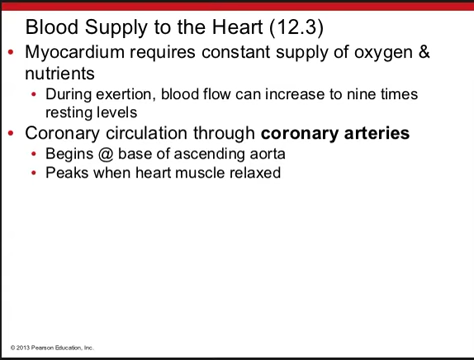 Blood Supply to the Heart (12.3)
• Myocardium requires constant supply of oxygen &
nutrients
• During exertion, blood flow can increase to nine times
resting levels
• Coronary circulation through coronary arteries
• Begins @ base of ascending aorta
• Peaks when heart muscle relaxed
© 2013 Pearson Education, Inc.